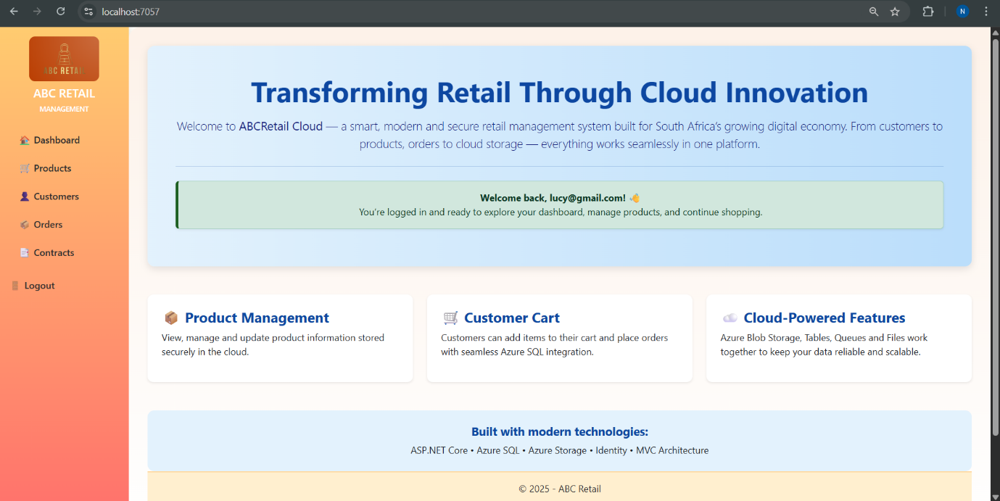 localhost:7057
N
ABC RETAIL
ABC RETAIL
MANAGEMENT
🏠 Dashboard
🛒 Products
👤 Customers
📦 Orders
📑 Contracts
🚪 Logout
Transforming Retail Through Cloud Innovation
Welcome to ABCRetail Cloud — a smart, modern and secure retail management system built for South Africa's growing digital economy. From customers to
products, orders to cloud storage — everything works seamlessly in one platform.
Welcome back, lucy@gmail.com! 👋
You're logged in and ready to explore your dashboard, manage products, and continue shopping.
📦 Product Management
View, manage and update product information stored
securely in the cloud.
🛒 Customer Cart
Customers can add items to their cart and place orders
with seamless Azure SQL integration.
☁️ Cloud-Powered Features
Azure Blob Storage, Tables, Queues and Files work
together to keep your data reliable and scalable.
Built with modern technologies:
ASP.NET Core • Azure SQL • Azure Storage • Identity • MVC Architecture
© 2025 - ABC Retail